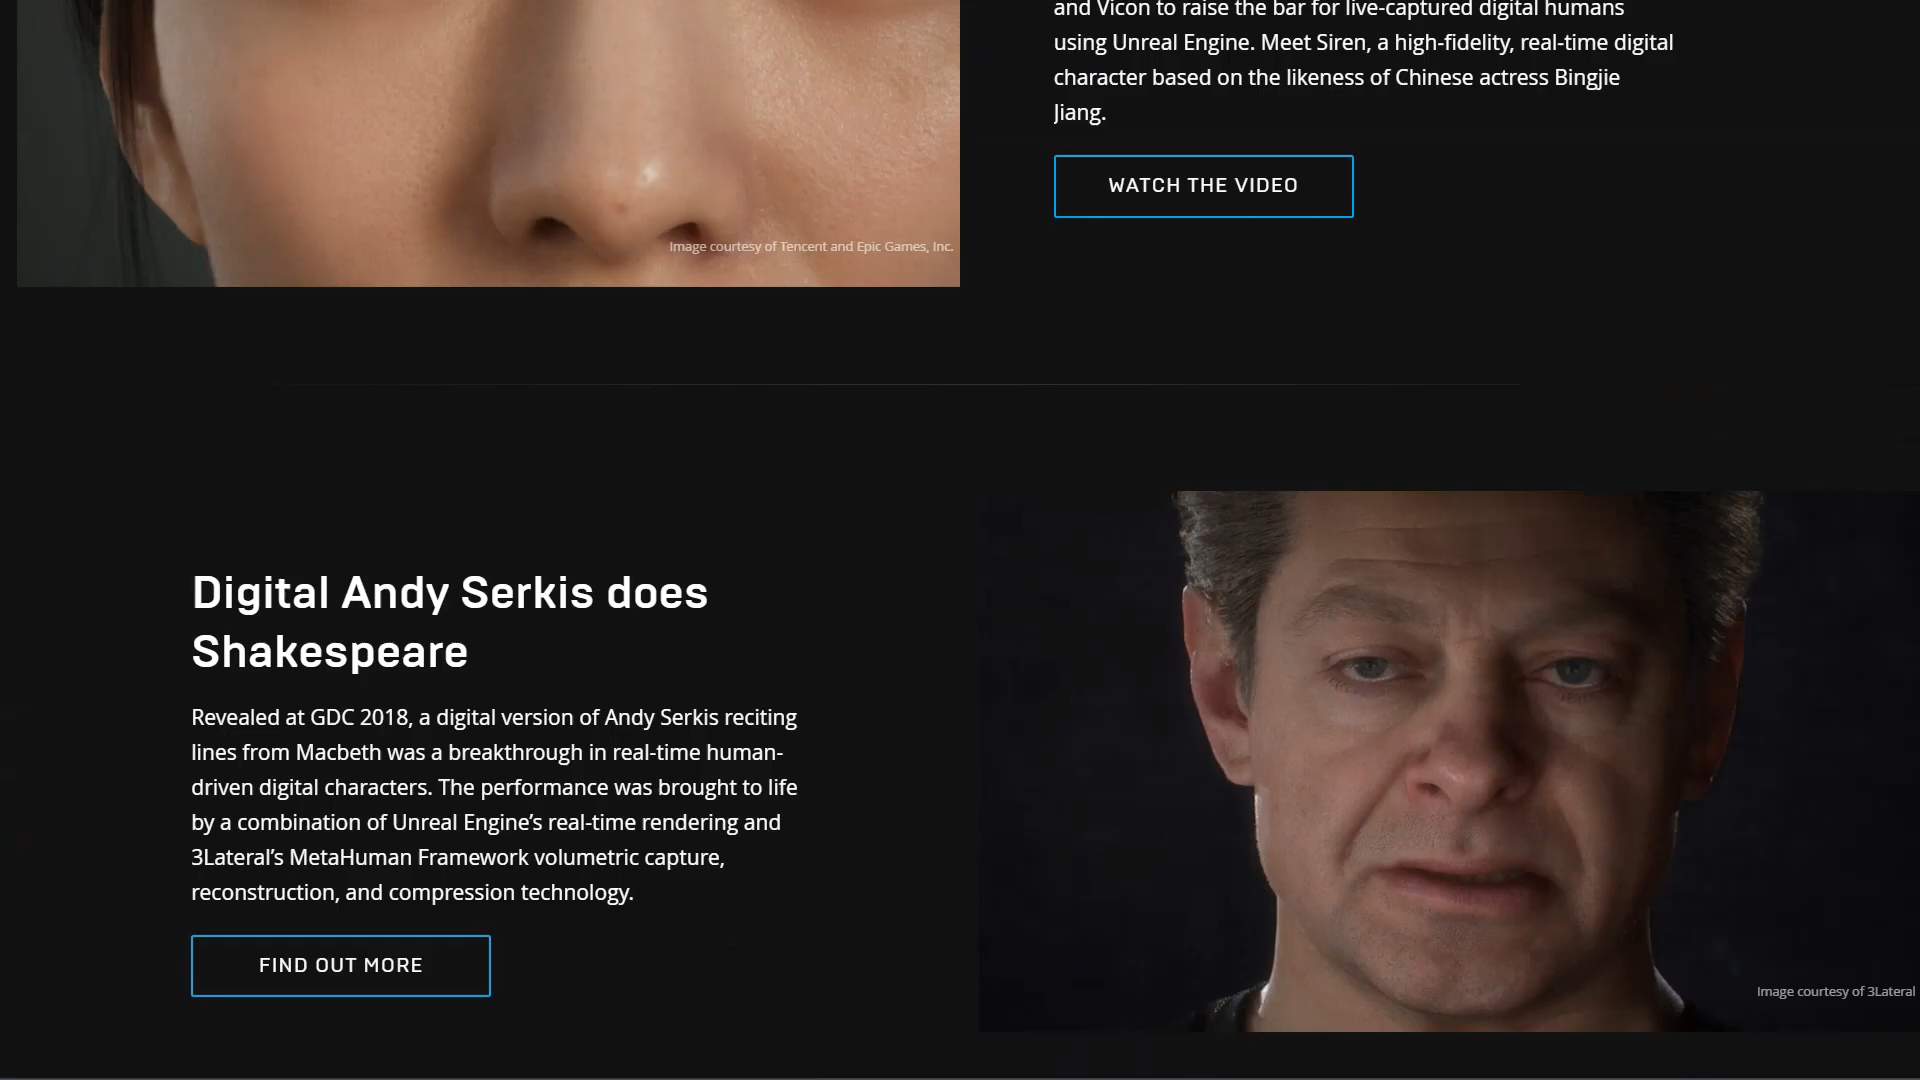 and Vicon to raise the bar for live-captured digital humans
using Unreal Engine. Meet Siren, a high-fidelity, real-time digital
character based on the likeness of Chinese actress Bingjie
Jiang.
WATCH THE VIDEO
Image courtesy of Tencent and Epic Games, Inc.
Digital Andy Serkis does
Shakespeare
Revealed at GDC 2018, a digital version of Andy Serkis reciting
lines from Macbeth was a breakthrough in real-time human-
driven digital characters. The performance was brought to life
by a combination of Unreal Engine’s real-time rendering and
3Lateral’s MetaHuman Framework volumetric capture,
reconstruction, and compression technology.
FIND OUT MORE
Image courtesy of 3Lateral